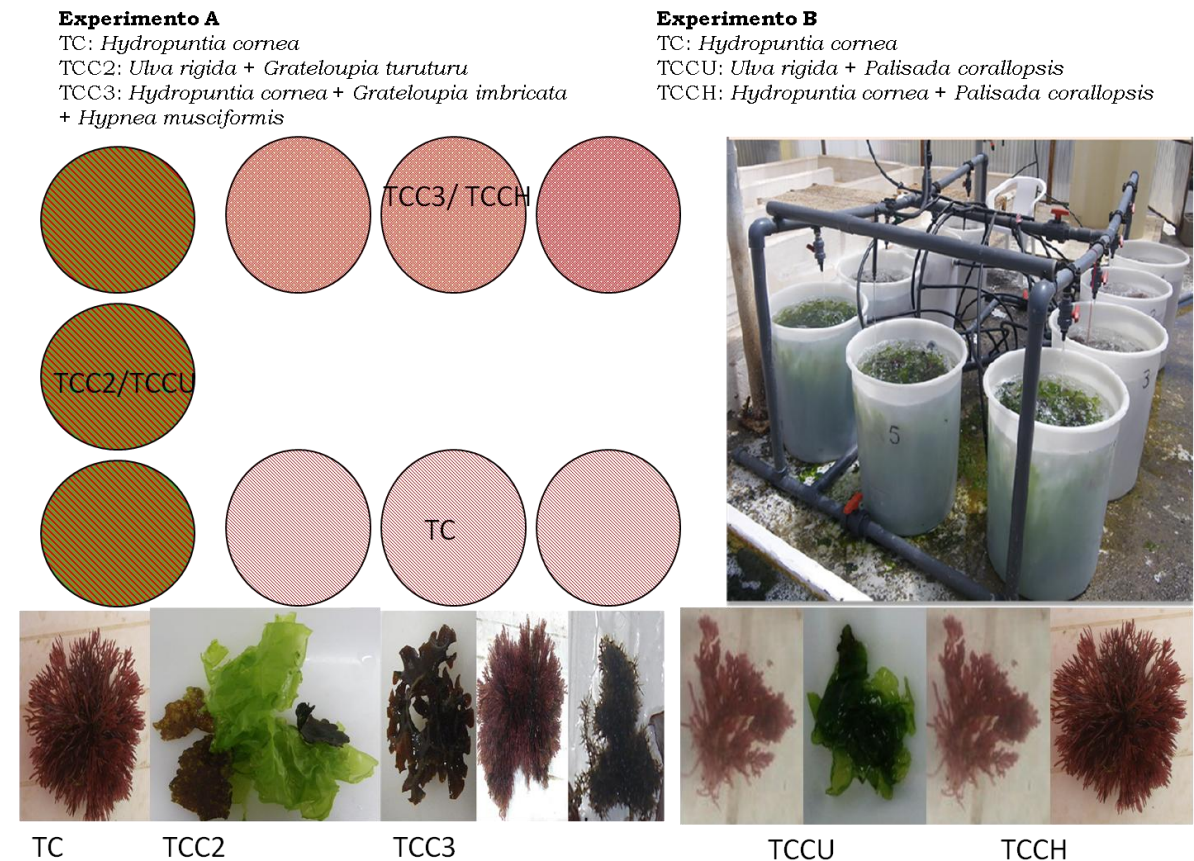 Experimento A
TC: Hydropuntia cornea
TCC2: Ulva rigida + Grateloupia turuturu
TCC3: Hydropuntia cornea + Grateloupia imbricata
+ Hypnea musciformis
Experimento B
TC: Hydropuntia cornea
TCCU: Ulva rigida + Palisada corallopsis
TCCH: Hydropuntia cornea + Palisada corallopsis
TCC3/ TCCH
TCC2/TCCU
TC
5
3
TC
TCC2
TCC3
TCCU
TCCH